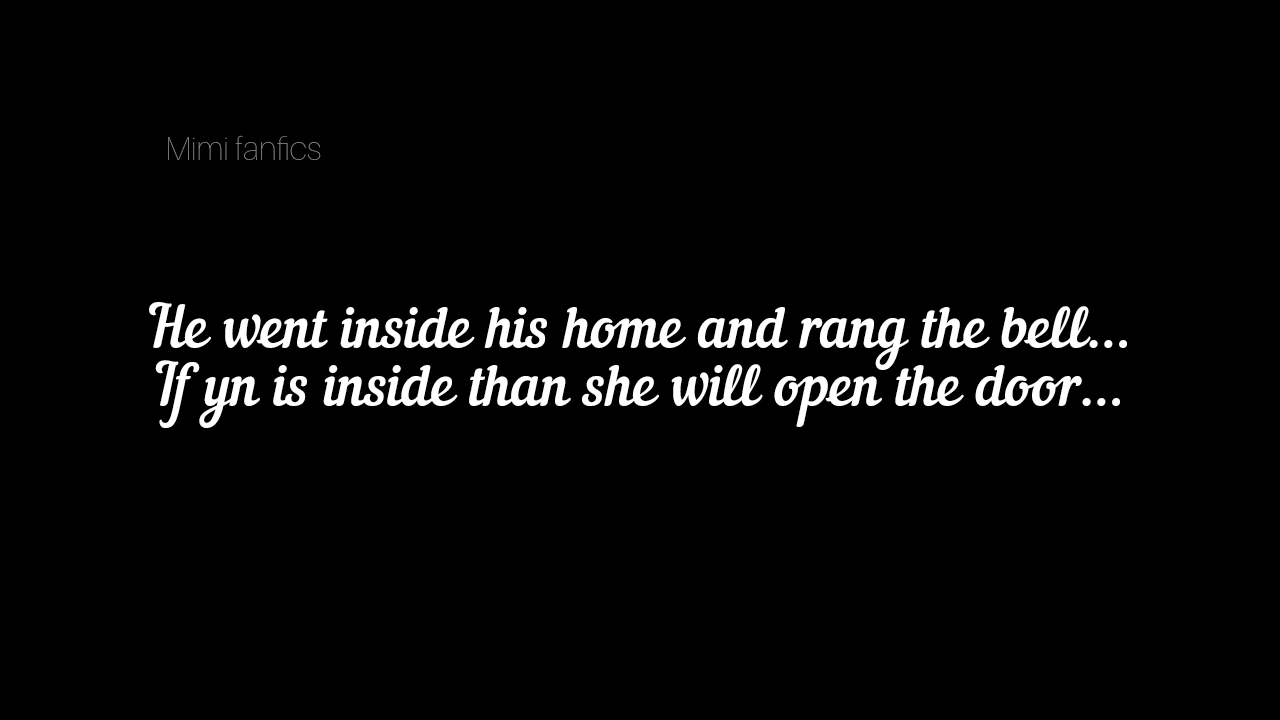 Mimi fanfics
He went inside his home and rang the bell...
If yn is inside than she will open the door...